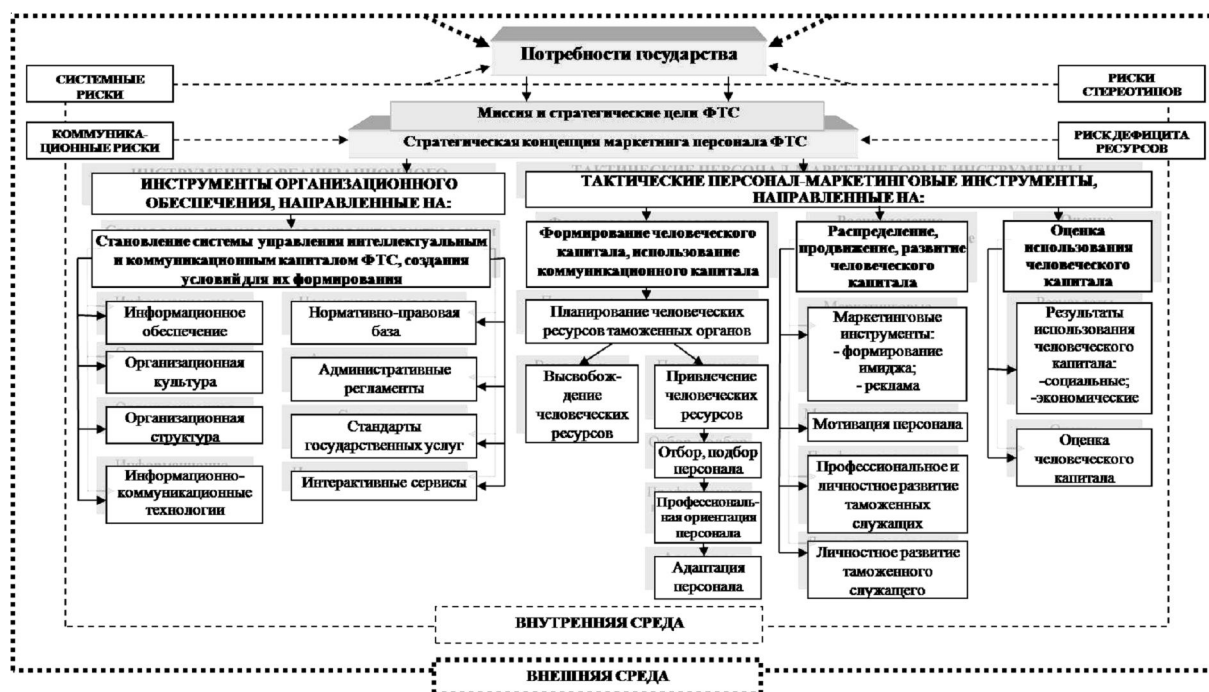 Потребности государства
СИСТЕМНЫЕ
РИСКИ
РИСКИ
СТЕРЕОТИПОВ
Миссия и стратегические цели ФТС
КОММУНИКА-
ЦИОННЫЕ РИСКИ
Стратегическая концепция маркетинга персонала ФТС
РИСК ДЕФИЦИТА
РЕСУРСОВ
ИНСТРУМЕНТЫ ОРГАНИЗАЦИОННОГО
ОБЕСПЕЧЕНИЯ, НАПРАВЛЕННЫЕ НА:
ТАКТИЧЕСКИЕ ПЕРСОНАЛ-МАРКЕТИНГОВЫЕ ИНСТРУМЕНТЫ,
НАПРАВЛЕННЫЕ НА:
Становление системы управления интеллектуальным
и коммуникационным капиталом ФТС, создания
условий для их формирования
Информационное
обеспечение
Организационная
культура
Организационная
структура
Информационно-
коммуникационные
технологии
Нормативно-правовая
база
Административные
регламенты
Стандарты
государственных услуг
Интерактивные сервисы
Формирование человеческого
капитала, использование
коммуникационного капитала
Планирование человеческих
ресурсов таможенных органов
Высвобож-
дение
человеческих
ресурсов
Привлечение
человеческих
ресурсов
Отбор, подбор
персонала
Профессиональ-
ная ориентация
персонала
Адаптация
персонала
Распределение,
продвижение, развитие
человеческого
капитала
Маркетинговые
инструменты:
- формирование
имиджа;
- реклама
Мотивация персонала
Профессиональное и
личностное развитие
таможенных
служащих
Личностное развитие
таможенного
служащего
Оценка
использования
человеческого
капитала
Результаты
использования
человеческого
капитала:
-социальные;
-экономические
Оценка
человеческого
капитала
ВНУТРЕННЯЯ СРЕДА
ВНЕШНЯЯ СРЕДА